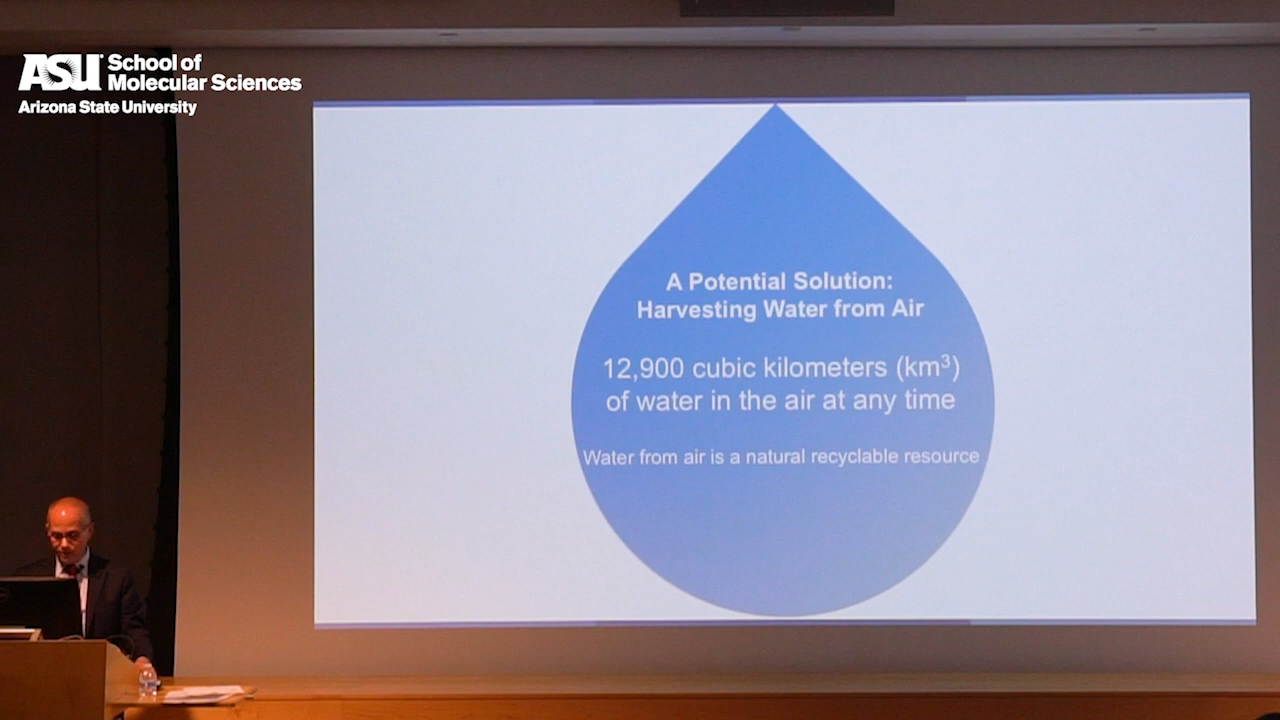 ASU School of
Molecular Sciences
Arizona State University
A Potential Solution:
Harvesting Water from Air
12,900 cubic kilometers (km³)
of water in the air at any time
Water from air is a natural recyclable resource